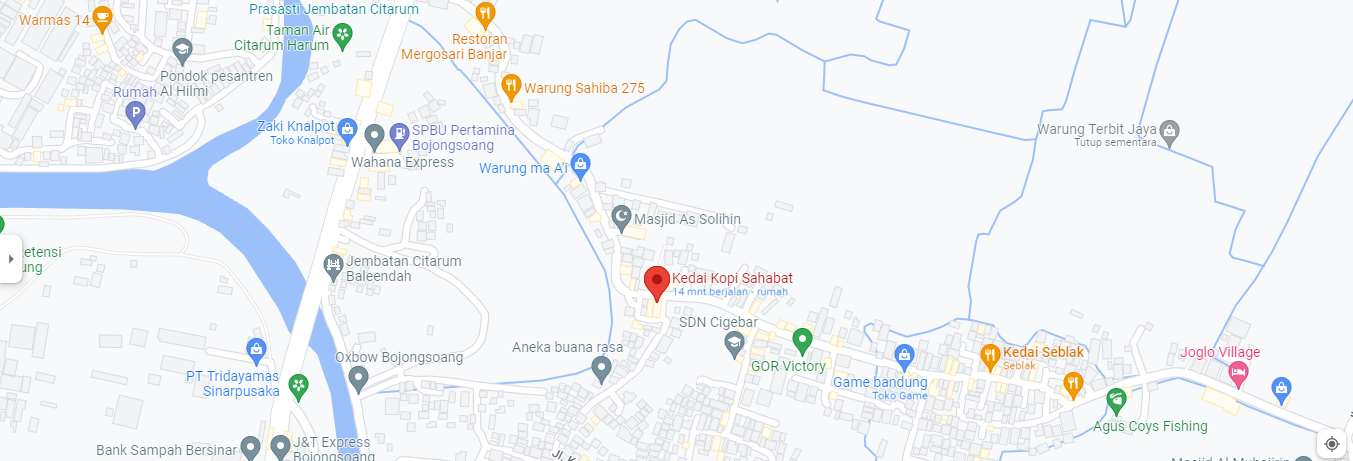 Prasasti Jembatan Citarum
Warmas 14
Taman Air
Citarum Harum
Restoran
Mergosari Banjar
Pondok pesantren
Al Hilmi
Rumah
Warung Sahiba 275
Zaki Knalpot
Toko Knalpot
SPBU Pertamina
Bojongsoang
Wahana Express
Warung Terbit Jaya
Tutup sementara
Warung ma A'i
Masjid As Solihin
etensi
ung
Jembatan Citarum
Baleendah
Kedai Kopi Sahabat
14 mnt berjalan - rumah
SDN Cigebar
Aneka buana rasa
Oxbow Bojongsoang
GOR Victory
Kedai Seblak
Seblak
Joglo Village
PT Tridayamas
Sinarpusaka
Game bandung
Toko Game
Agus Coys Fishing
Bank Sampah Bersinar
J&T Express
Bojongsoang
Jl. K
Masjid Al Muhajirin